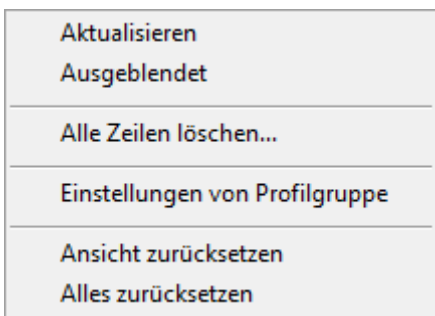 Aktualisieren
Ausgeblendet
Alle Zeilen löschen...
Einstellungen von Profilgruppe
Ansicht zurücksetzen
Alles zurücksetzen